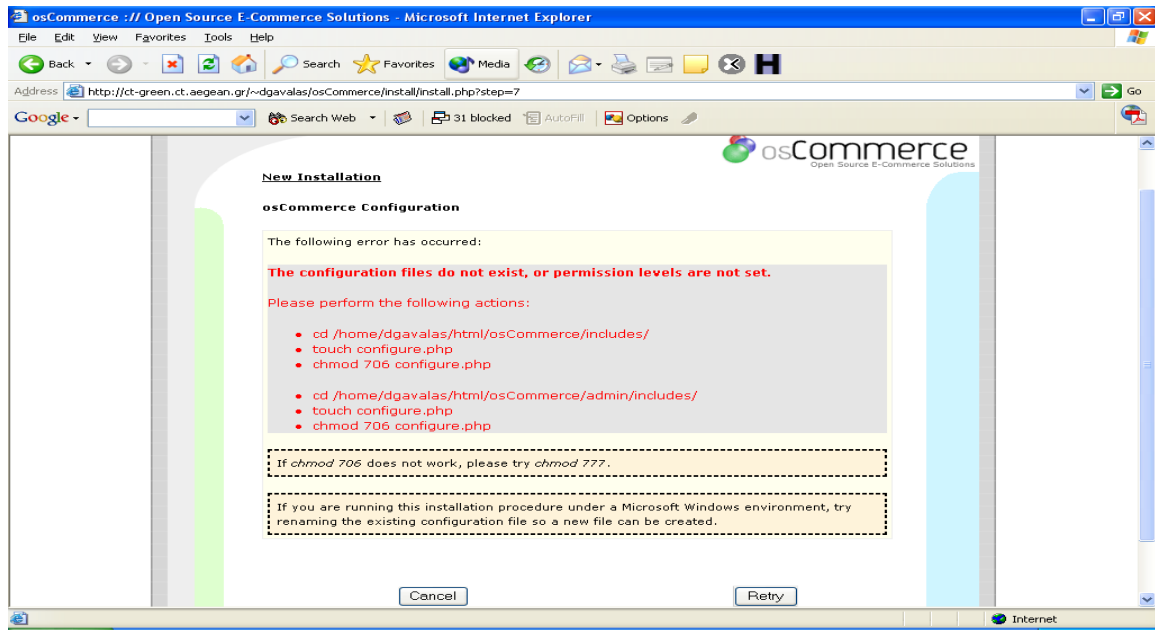 osCommerce :// Open Source E-Commerce Solutions - Microsoft Internet Explorer
File Edit View Favorites Tools Help
Back Search Favorites Media H
Address http://ct-green.ct.aegean.gr/~dgavalas/osCommerce/install/install.php?step=7 Go
Google Search Web 31 blocked AutoFill Options
osCommerce
Open Source E-Commerce Solutions
New Installation
osCommerce Configuration
The following error has occurred:
The configuration files do not exist, or permission levels are not set.
Please perform the following actions:
• cd /home/dgavalas/html/osCommerce/includes/
• touch configure.php
• chmod 706 configure.php
• cd /home/dgavalas/html/osCommerce/admin/includes/
• touch configure.php
• chmod 706 configure.php
If chmod 706 does not work, please try chmod 777.
If you are running this installation procedure under a Microsoft Windows environment, try
renaming the existing configuration file so a new file can be created.
Cancel Retry
Internet